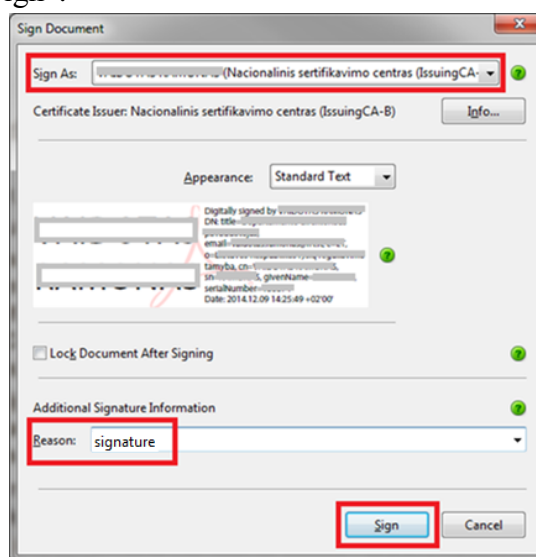 Sign Document
Sign As: (Nacionalinis sertifikavimo centras (IssuingCA-
Certificate Issuer: Nacionalinis sertifikavimo centras (IssuingCA-B) Info...
Appearance: Standard Text
Digitally signed by
DN: title=
email=
o=
tamyba, cn=
sn= S, givenName=
serialNumber=
Date: 2014.12.09 14:25:49 +02'00'
Lock Document After Signing
Additional Signature Information
Reason: signature
Sign Cancel